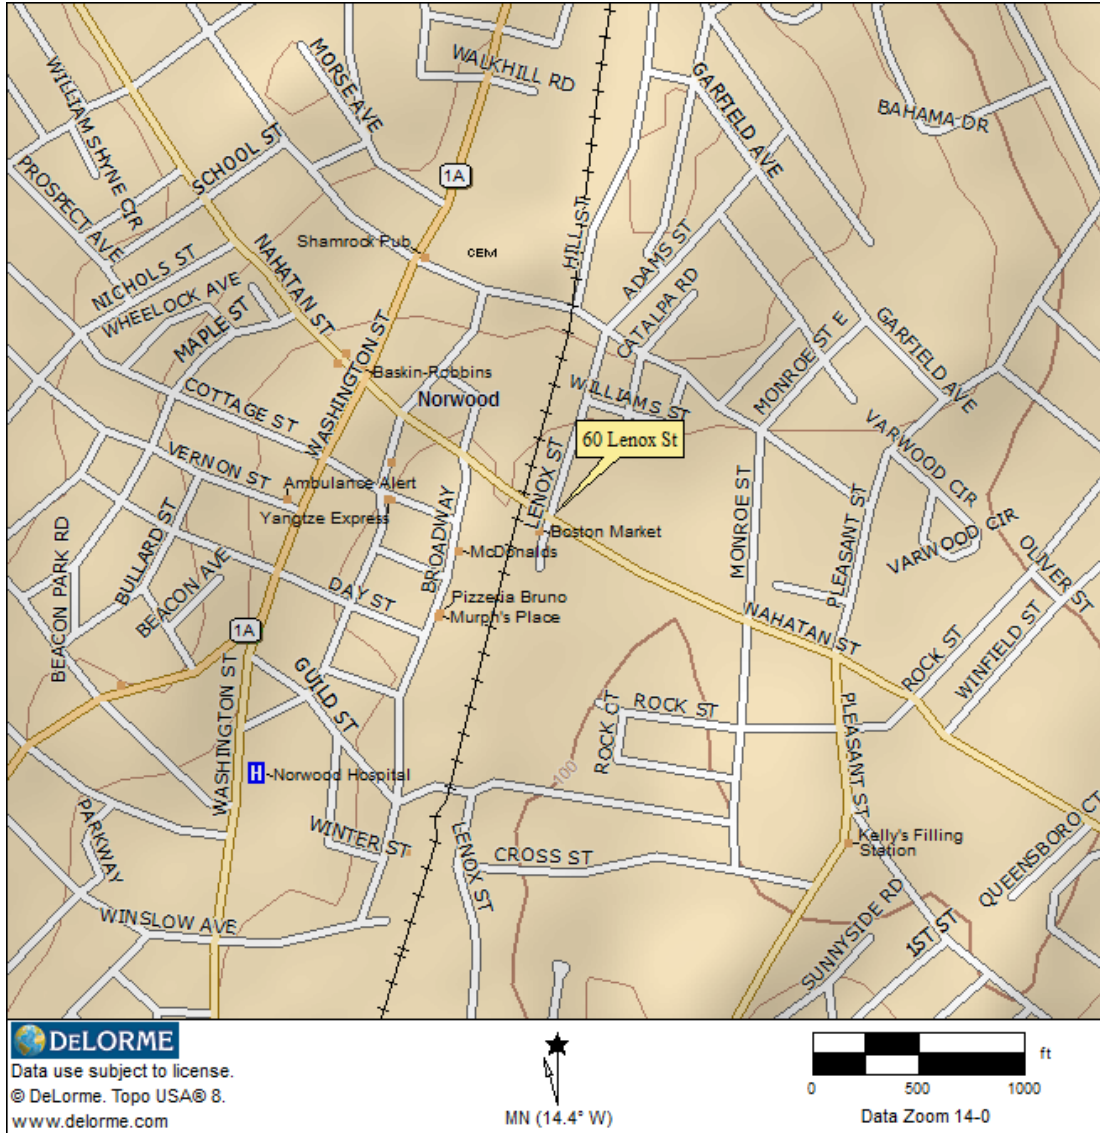 WALKHILL RD
MORSE AVE
WILLIAM SHYNE CIR
GARFIELD AVE
BAHAMA DR
SCHOOL ST
PROSPECT AVE
1A
HILL ST
Shamrock Pub
CEM
NAHATAN ST
NICHOLS ST
ADAMS ST
WHEELOCK AVE
CATALPA RD
MAPLE ST
GARFIELD AVE
MONROE ST E
WASHINGTON ST
Baskin-Robbins
Norwood
WILLIAMS ST
COTTAGE ST
60 Lenox St
VARWOOD CIR
VERNON ST
LENOX ST
Ambulance Alert
Yangtze Express
BROADWAY
Boston Market
MONROE ST
PLEASANT ST
VARWOOD CIR
OLIVER ST
BEACON PARK RD
BULLARD ST
BEACON AVE
McDonalds
DAY ST
Pizzeria Bruno
Murph's Place
NAHATAN ST
1A
ROCK ST
WINFIELD ST
WASHINGTON ST
GUILD ST
ROCK CT
ROCK ST
PLEASANT ST
100
H
Norwood Hospital
PARKWAY
WINTER ST
LENOX ST
CROSS ST
Kelly's Filling
Station
QUEENSBORO CT
WINSLOW AVE
SUNNYSIDE RD
1ST ST
DELORME
Data use subject to license.
© DeLorme. Topo USA® 8.
www.delorme.com
MN (14.4° W)
ft
0 500 1000
Data Zoom 14-0